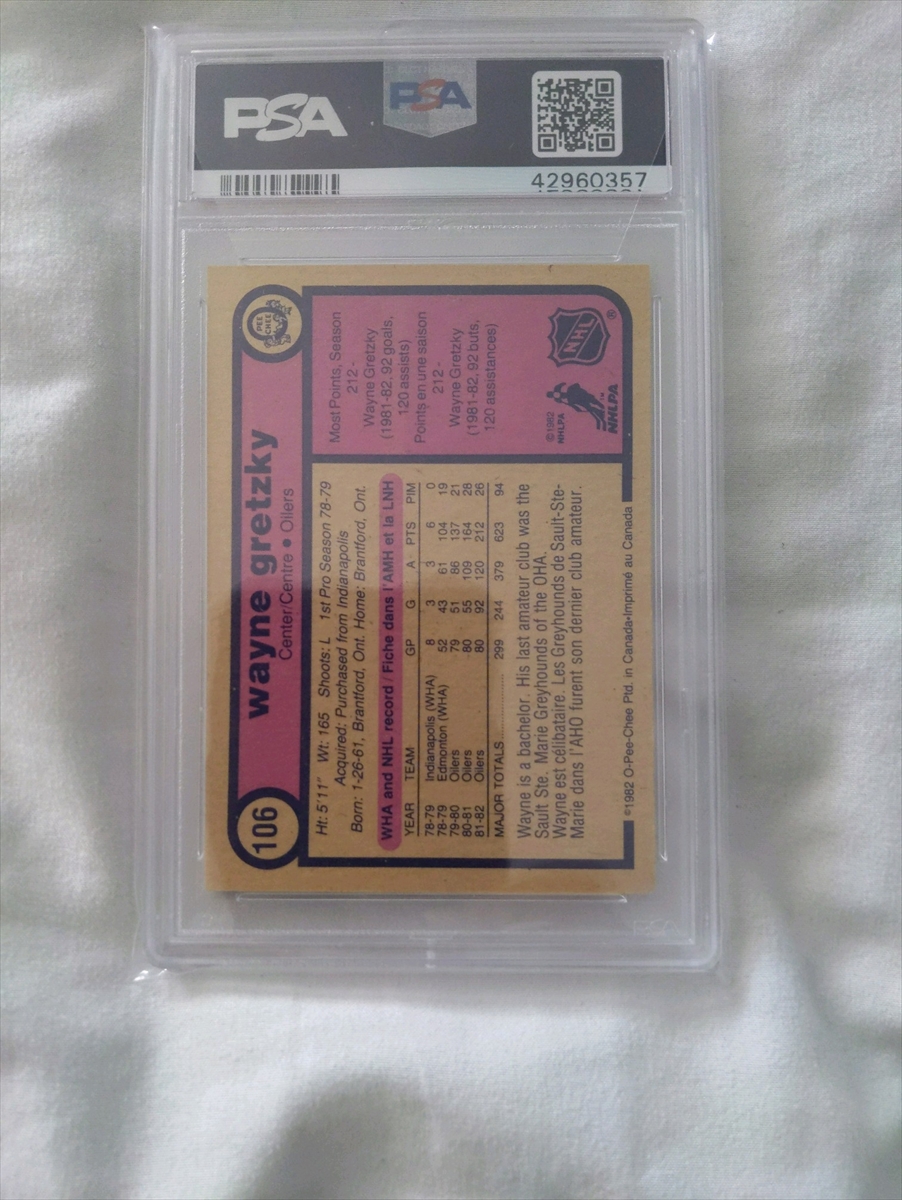 PSA
PSA
42960357
106
wayne gretzky
Center/Centre • Oilers
O PEE CHEE
Ht: 5'11" Wt: 165 Shoots: L 1st Pro Season 78-79
Acquired; Purchased from Indianapolis
Born: 1-26-61, Brantford, Ont. Home: Brantford, Ont.
WHA and NHL record / Fiche dans l'AMH et la LNH
YEAR TEAM GP G A PTS PIM
78-79 Indianapolis (WHA) 8 3 3 6 0
78-79 Edmonton (WHA) 52 43 61 104 19
79-80 Oilers 79 51 86 137 21
80-81 Oilers 80 55 109 164 28
81-82 Oilers 80 92 120 212 26
MAJOR TOTALS .......... 299 244 379 623 94
Wayne is a bachelor. His last amateur club was the
Sault Ste. Marie Greyhounds of the OHA.
Wayne est célibataire. Les Greyhounds de Sault-Ste-
Marie dans l'AHO furent son dernier club amateur.
Most Points, Season
212 -
Wayne Gretzky
(1981-82, 92 goals,
120 assists)
Points en une saison
212 -
Wayne Gretzky
(1981-82, 92 buts,
120 assistances)
©1982
NHLPA
NHLPA
TM
NHL
®
©1982 O-Pee-Chee Ptd. in Canada•Imprimé au Canada